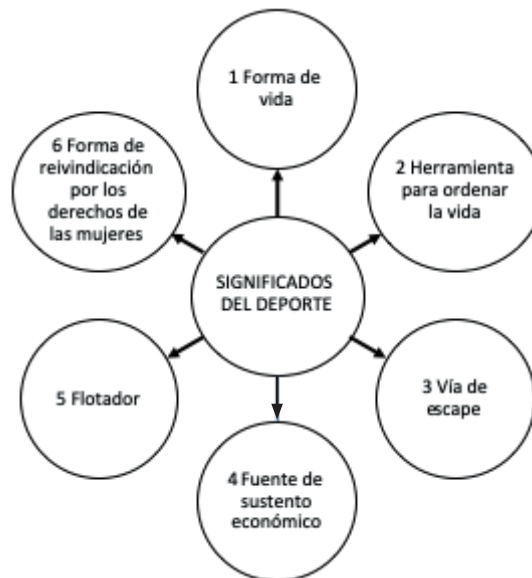 1 Forma de
vida
2 Herramienta
para ordenar
la vida
3 Vía de
escape
4 Fuente de
sustento
económico
5 Flotador
6 Forma de
reivindicación
por los
derechos de
las mujeres
SIGNIFICADOS
DEL DEPORTE